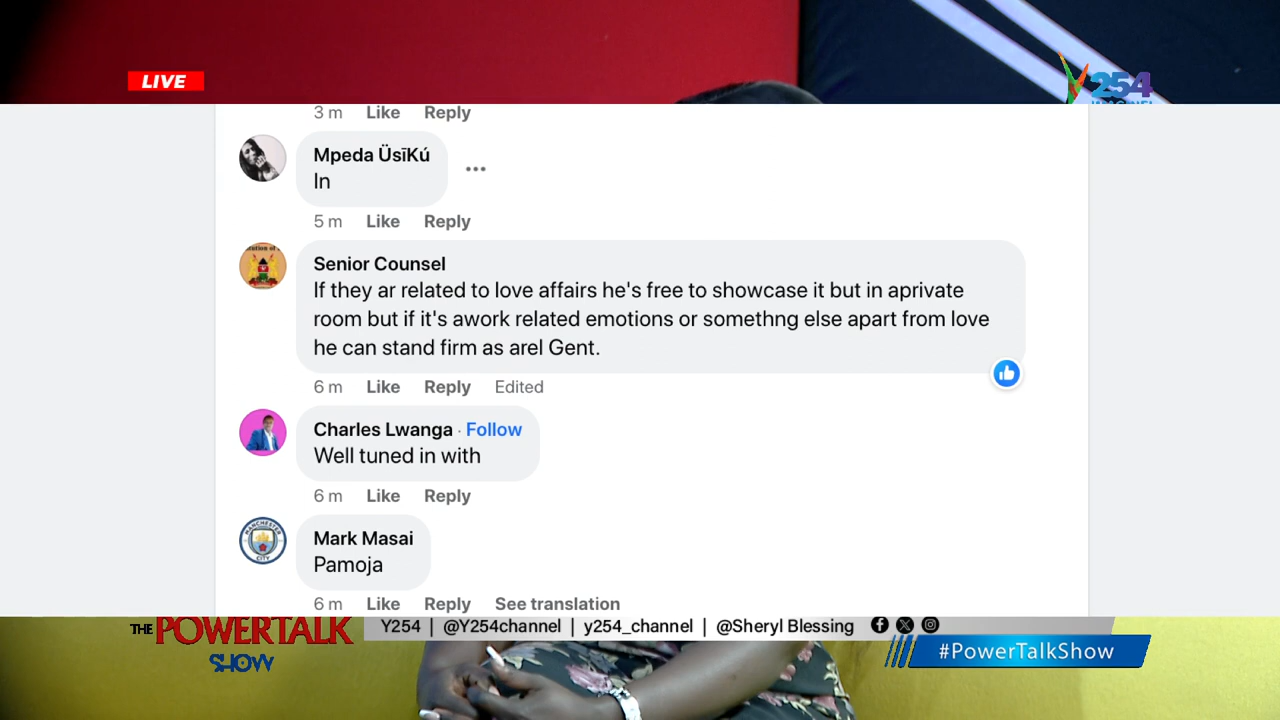 LIVE
254
3 m Like Reply
Mpeda ÜsīKú
In
5 m Like Reply
Senior Counsel
If they ar related to love affairs he's free to showcase it but in aprivate
room but if it's awork related emotions or somethng else apart from love
he can stand firm as arel Gent.
6 m Like Reply Edited
Charles Lwanga · Follow
Well tuned in with
6 m Like Reply
MANCHESTER
CITY
Mark Masai
Pamoja
6 m Like Reply See translation
THE POWERTALK
SHOW
Y254 | @Y254channel | y254_channel | @Sheryl Blessing
#PowerTalkShow